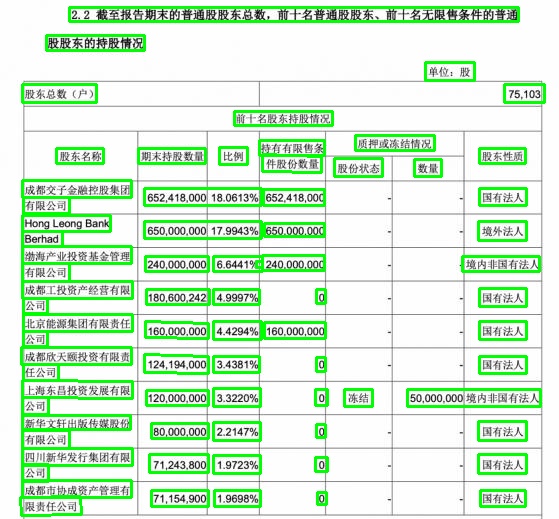 2.2 截至报告期末的普通股股东总数，前十名普通股股东、前十名无限售条件的普通
股股东的持股情况
单位：股
股东总数（户） 75,103
前十名股东持股情况
股东名称 期末持股数量 比例 持有有限售条件股份数量 质押或冻结情况 股东性质
股份状态 数量
成都交子金融控股集团
有限公司 652,418,000 18.0613% 652,418,000 - - 国有法人
Hong Leong Bank
Berhad 650,000,000 17.9943% 650,000,000 - - 境外法人
渤海产业投资基金管理
有限公司 240,000,000 6.6441% 240,000,000 - - 境内非国有法人
成都工投资产经营有限
公司 180,600,242 4.9997% 0 - - 国有法人
北京能源集团有限责任
公司 160,000,000 4.4294% 160,000,000 - - 国有法人
成都欣天颐投资有限责
任公司 124,194,000 3.4381% 0 - - 国有法人
上海东昌投资发展有限
公司 120,000,000 3.3220% 0 冻结 50,000,000 境内非国有法人
新华文轩出版传媒股份
有限公司 80,000,000 2.2147% 0 - - 国有法人
四川新华发行集团有限
公司 71,243,800 1.9723% 0 - - 国有法人
成都市协成资产管理有
限责任公司 71,154,900 1.9698% 0 - - 国有法人